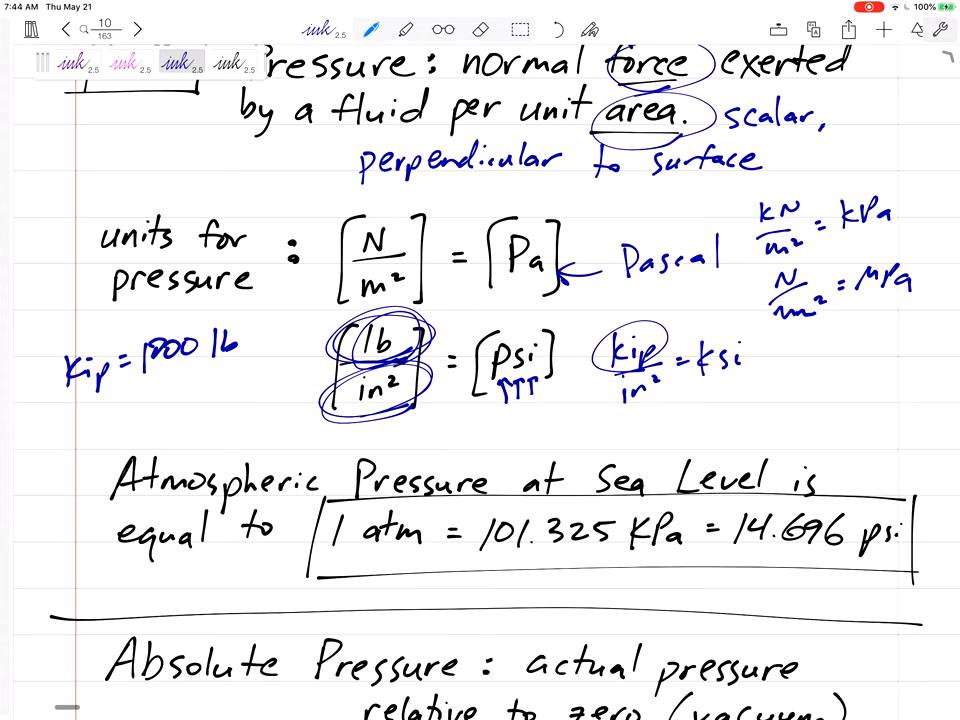 7:44 AM Thu May 21
100%
10
163
ink 2.5
ink 2.5 ink 2.5 ink 2.5 ink 2.5
Pressure: normal force exerted
by a fluid per unit area. scalar,
perpendicular to surface
units for pressure : [N/m²] = [Pa] ← Pascal
kN/m² = kPa
N/mm² = MPa
kip = 1000 lb
[lb/in²] = [psi] kip/in² = ksi
Atmospheric Pressure at Sea Level is
equal to 1 atm = 101.325 KPa = 14.696 psi
Absolute Pressure : actual pressure
relative to zero (vacuum)